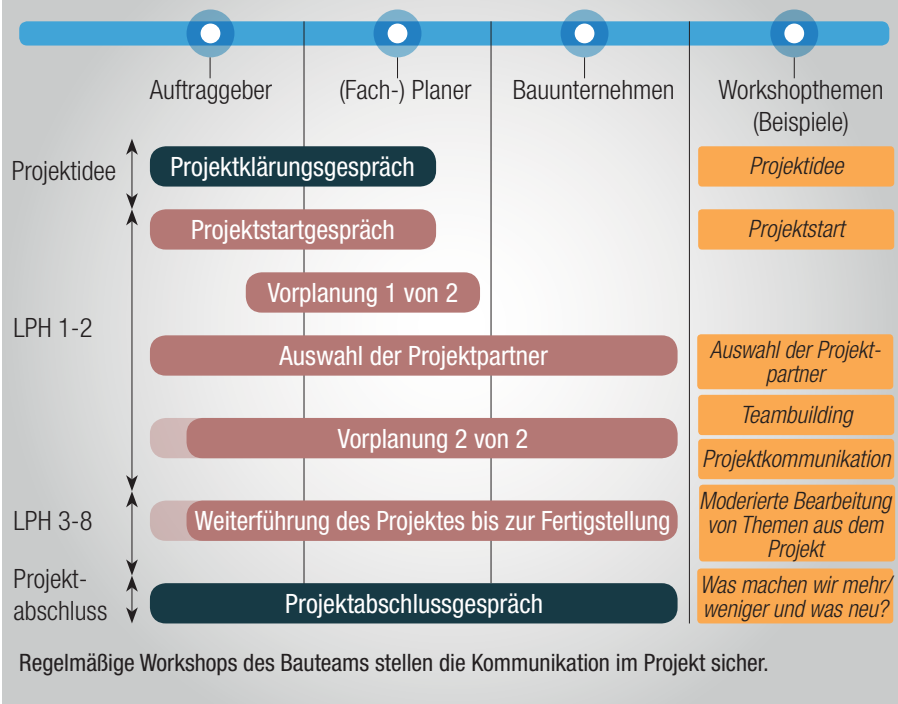 Auftraggeber
(Fach-) Planer
Bauunternehmen
Workshopthemen
(Beispiele)
Projektidee
Projektklärungsgespräch
Projektidee
Projektstartgespräch
Projektstart
Vorplanung 1 von 2
LPH 1-2
Auswahl der Projektpartner
Auswahl der Projekt-
partner
Teambuilding
Vorplanung 2 von 2
Projektkommunikation
LPH 3-8
Weiterführung des Projektes bis zur Fertigstellung
Moderierte Bearbeitung
von Themen aus dem
Projekt
Projekt-
abschluss
Projektabschlussgespräch
Was machen wir mehr/
weniger und was neu?
Regelmäßige Workshops des Bauteams stellen die Kommunikation im Projekt sicher.